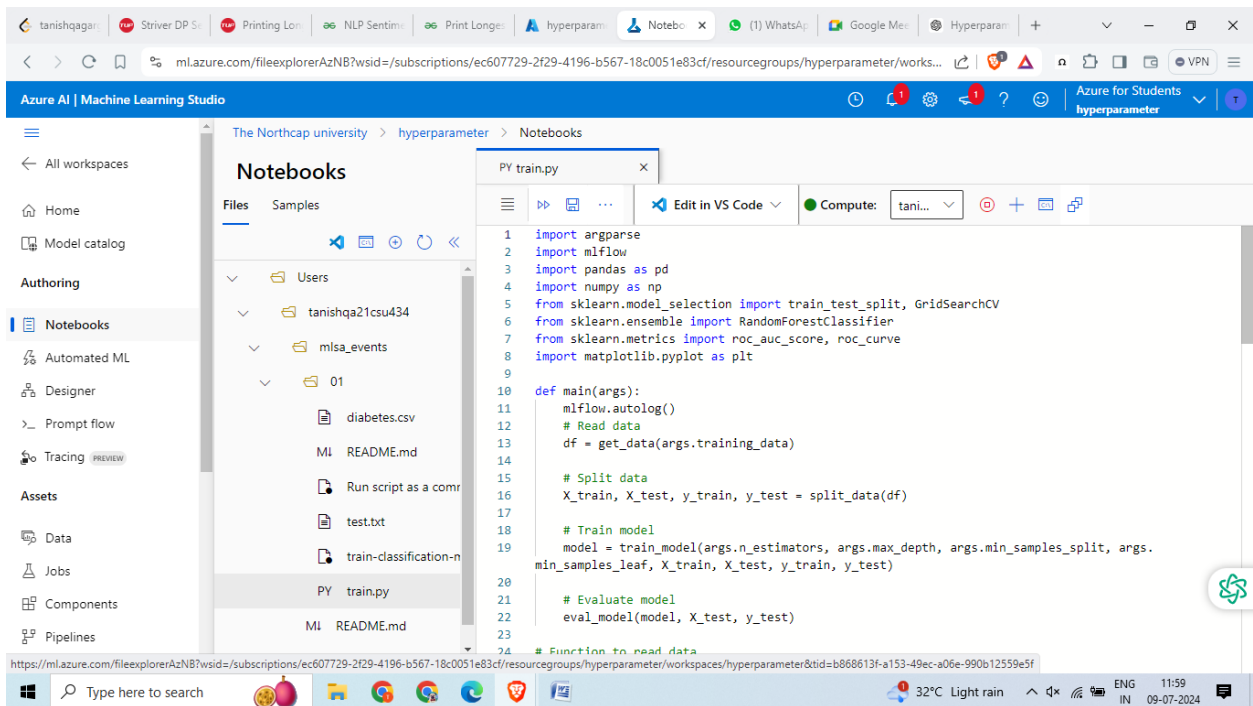 tanishqagar
Striver DP Se
Printing Lon
NLP Sentime
Print Longes
hyperparam
Notebo
(1) WhatsAp
Google Mee
Hyperparam
ml.azure.com/fileexplorerAzNB?wsid=/subscriptions/ec607729-2f29-4196-b567-18c0051e83cf/resourcegroups/hyperparameter/works...
VPN
Azure AI | Machine Learning Studio
1
1
Azure for Students
hyperparameter
T
The Northcap university > hyperparameter > Notebooks
All workspaces
Home
Model catalog
Authoring
Notebooks
Automated ML
Designer
Prompt flow
Tracing PREVIEW
Assets
Data
Jobs
Components
Pipelines
Notebooks
Files Samples
Users
tanishqa21csu434
mlsa_events
01
diabetes.csv
README.md
Run script as a comr
test.txt
train-classification-n
PY train.py
README.md
PY train.py
Edit in VS Code
Compute: tani...
1 import argparse
2 import mlflow
3 import pandas as pd
4 import numpy as np
5 from sklearn.model_selection import train_test_split, GridSearchCV
6 from sklearn.ensemble import RandomForestClassifier
7 from sklearn.metrics import roc_auc_score, roc_curve
8 import matplotlib.pyplot as plt
9
10 def main(args):
11 mlflow.autolog()
12 # Read data
13 df = get_data(args.training_data)
14
15 # Split data
16 X_train, X_test, y_train, y_test = split_data(df)
17
18 # Train model
19 model = train_model(args.n_estimators, args.max_depth, args.min_samples_split, args.
min_samples_leaf, X_train, X_test, y_train, y_test)
20
21 # Evaluate model
22 eval_model(model, X_test, y_test)
23
24 # Function to read data
https://ml.azure.com/fileexplorerAzNB?wsid=/subscriptions/ec607729-2f29-4196-b567-18c0051e83cf/resourcegroups/hyperparameter/workspaces/hyperparameter&tid=b868613f-a153-49ec-a06e-990b12559e5f
Type here to search
32°C Light rain
ENG
IN
11:59
09-07-2024